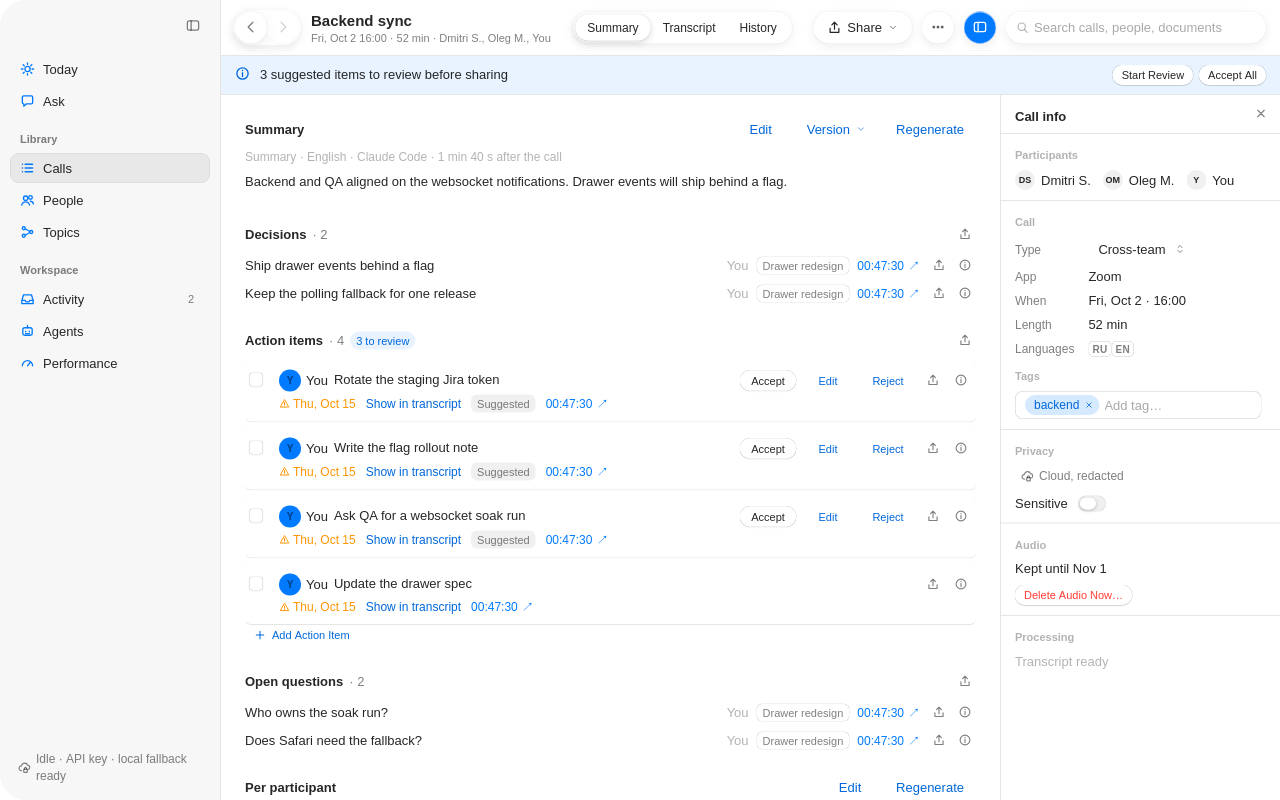 Backend sync
Fri, Oct 2 16:00 · 52 min · Dmitri S., Oleg M., You
Summary
Transcript
History
Share
Search calls, people, documents
Today
Ask
Library
Calls
People
Topics
Workspace
Activity 2
Agents
Performance
Idle · API key · local fallback
ready
3 suggested items to review before sharing
Start Review
Accept All
Summary
Edit
Version
Regenerate
Summary · English · Claude Code · 1 min 40 s after the call
Backend and QA aligned on the websocket notifications. Drawer events will ship behind a flag.
Decisions · 2
Ship drawer events behind a flag You Drawer redesign 00:47:30
Keep the polling fallback for one release You Drawer redesign 00:47:30
Action items · 4 3 to review
Y You Rotate the staging Jira token Accept Edit Reject
Thu, Oct 15 Show in transcript Suggested 00:47:30
Y You Write the flag rollout note Accept Edit Reject
Thu, Oct 15 Show in transcript Suggested 00:47:30
Y You Ask QA for a websocket soak run Accept Edit Reject
Thu, Oct 15 Show in transcript Suggested 00:47:30
Y You Update the drawer spec
Thu, Oct 15 Show in transcript 00:47:30
Add Action Item
Open questions · 2
Who owns the soak run? You Drawer redesign 00:47:30
Does Safari need the fallback? You Drawer redesign 00:47:30
Per participant Edit Regenerate
Call info
Participants
DS Dmitri S. OM Oleg M. Y You
Call
Type Cross-team
App Zoom
When Fri, Oct 2 · 16:00
Length 52 min
Languages RU EN
Tags
backend Add tag…
Privacy
Cloud, redacted
Sensitive
Audio
Kept until Nov 1
Delete Audio Now…
Processing
Transcript ready